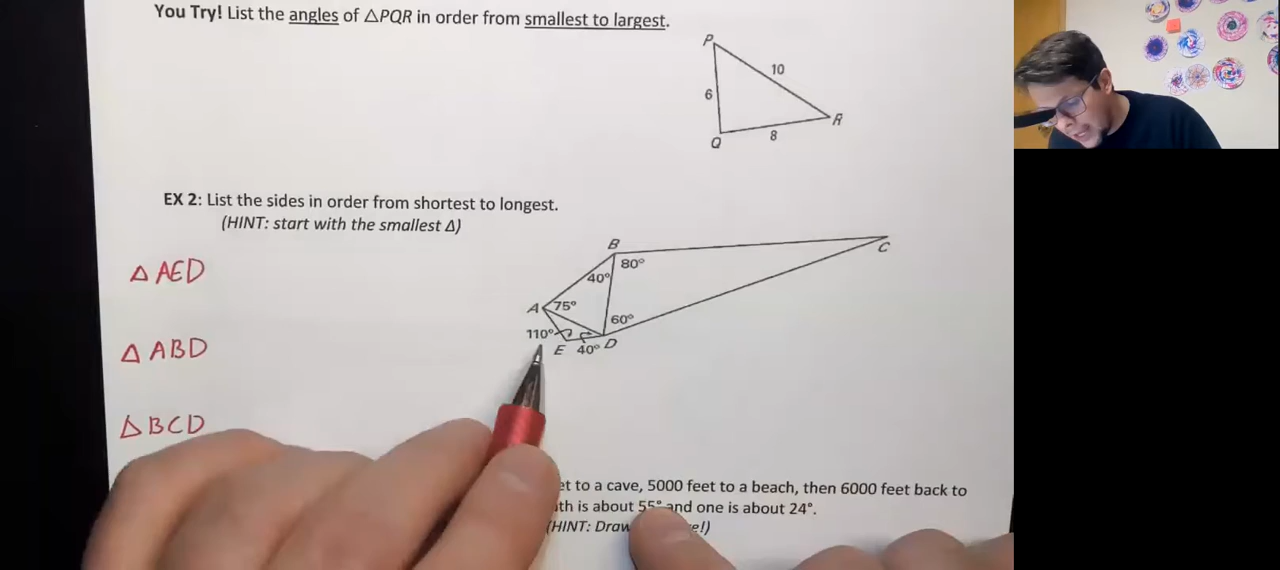 You Try! List the angles of △PQR in order from smallest to largest.
P
10
6
R
Q
8
EX 2: List the sides in order from shortest to longest.
(HINT: start with the smallest Δ)
△ AED
△ ABD
△ BCD
B
C
80°
40°
A
75°
60°
110°
E
40°
D
to a cave, 5000 feet to a beach, then 6000 feet back to
is about 55° and one is about 24°.
(HINT: